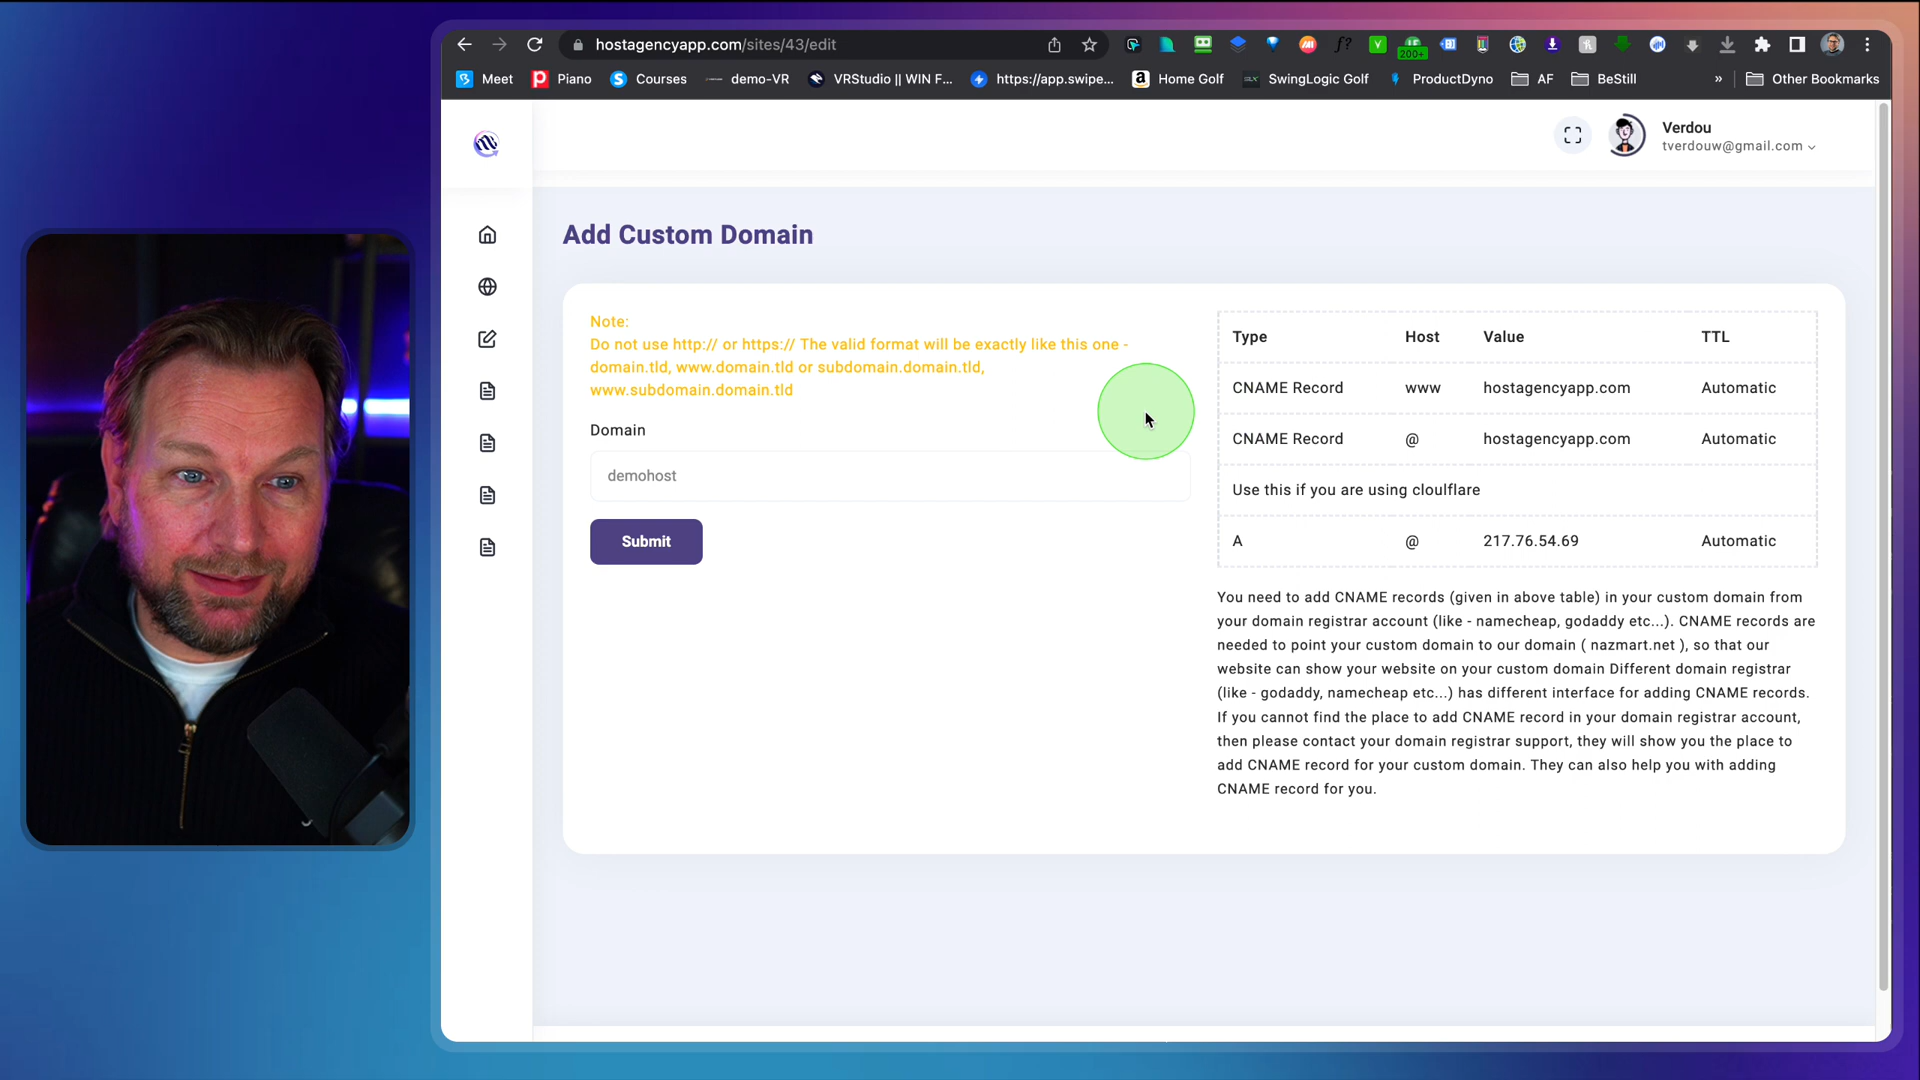 hostagencyapp.com/sites/43/edit
200+
Meet
Piano
Courses
demo-VR
VRStudio || WIN F...
https://app.swipe...
Home Golf
SwingLogic Golf
ProductDyno
AF
BeStill
»
Other Bookmarks
Verdou
tverdouw@gmail.com
Add Custom Domain
Note:
Do not use http:// or https:// The valid format will be exactly like this one -
domain.tld, www.domain.tld or subdomain.domain.tld,
www.subdomain.domain.tld
Domain
demohost
Submit
Type Host Value TTL
CNAME Record www hostagencyapp.com Automatic
CNAME Record @ hostagencyapp.com Automatic
Use this if you are using cloulflare
A @ 217.76.54.69 Automatic
You need to add CNAME records (given in above table) in your custom domain from
your domain registrar account (like - namecheap, godaddy etc...). CNAME records are
needed to point your custom domain to our domain ( nazmart.net ), so that our
website can show your website on your custom domain Different domain registrar
(like - godaddy, namecheap etc...) has different interface for adding CNAME records.
If you cannot find the place to add CNAME record in your domain registrar account,
then please contact your domain registrar support, they will show you the place to
add CNAME record for your custom domain. They can also help you with adding
CNAME record for you.